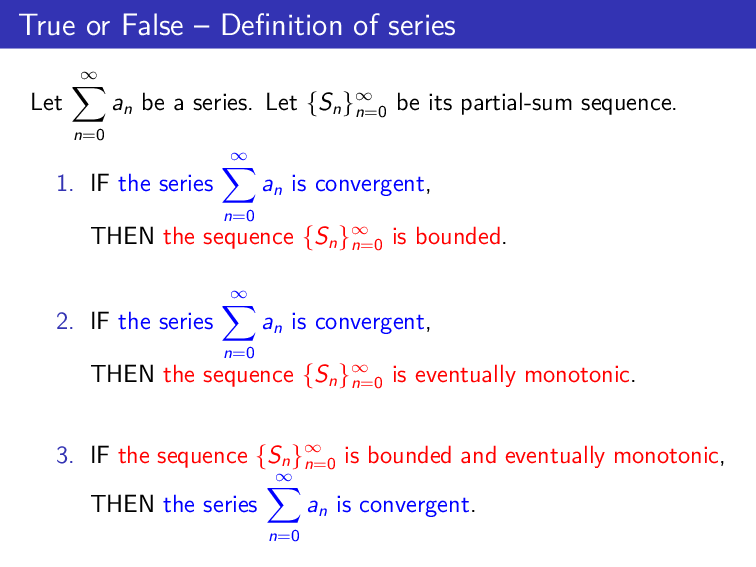 True or False – Definition of series
Let $\sum_{n=0}^{\infty} a_n$ be a series. Let $\{S_n\}_{n=0}^{\infty}$ be its partial-sum sequence.
1. IF the series $\sum_{n=0}^{\infty} a_n$ is convergent,
THEN the sequence $\{S_n\}_{n=0}^{\infty}$ is bounded.
2. IF the series $\sum_{n=0}^{\infty} a_n$ is convergent,
THEN the sequence $\{S_n\}_{n=0}^{\infty}$ is eventually monotonic.
3. IF the sequence $\{S_n\}_{n=0}^{\infty}$ is bounded and eventually monotonic,
THEN the series $\sum_{n=0}^{\infty} a_n$ is convergent.